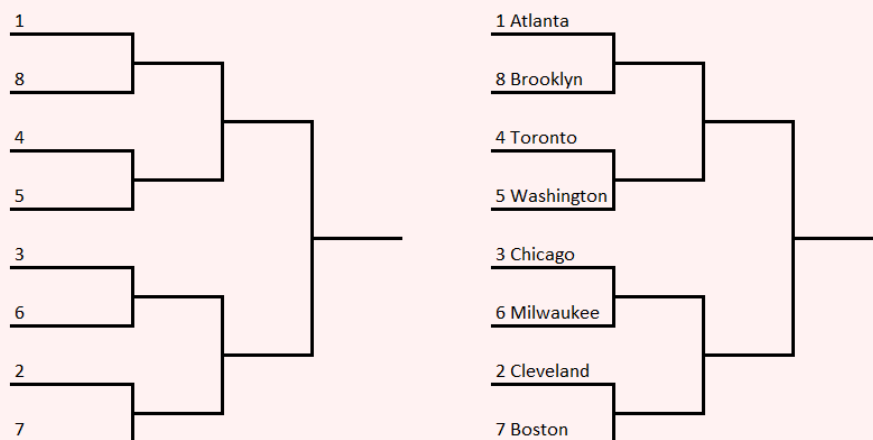 1
8
4
5
3
6
2
7
1 Atlanta
8 Brooklyn
4 Toronto
5 Washington
3 Chicago
6 Milwaukee
2 Cleveland
7 Boston